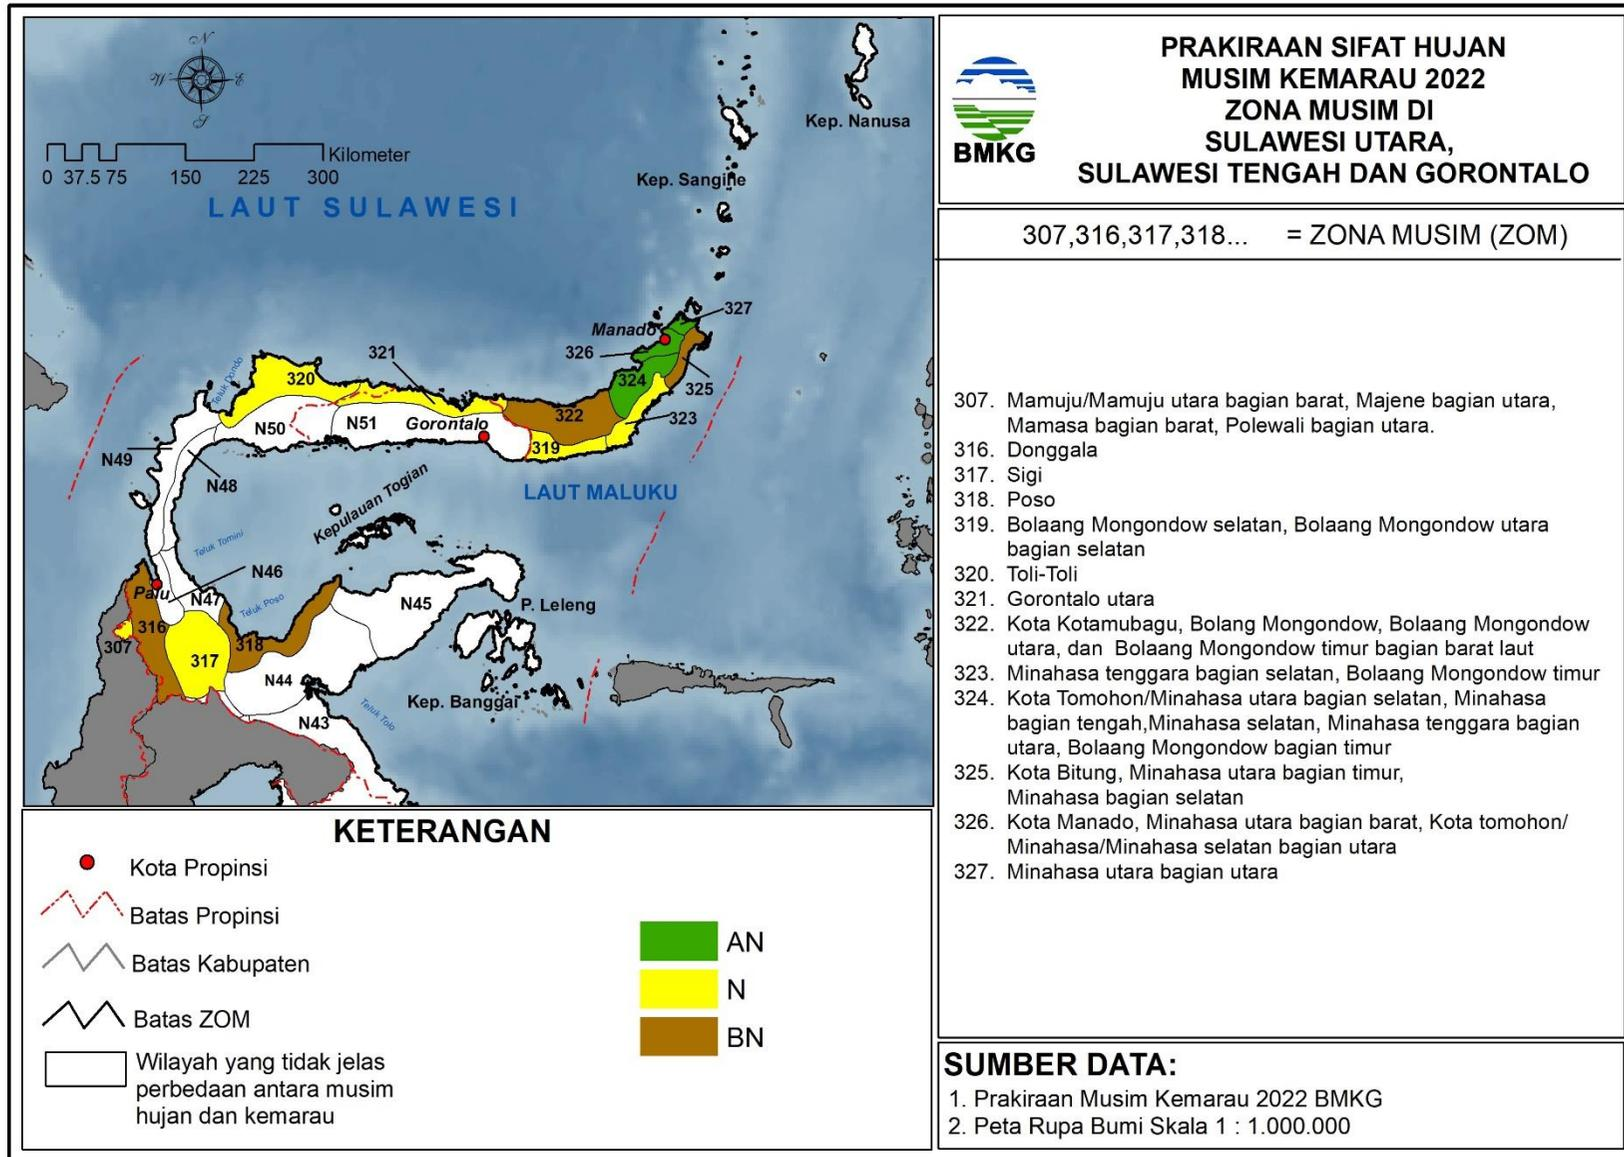 N
W
E
S
Kilometer
0 37.5 75 150 225 300
LAUT SULAWESI
Kep. Nanusa
Kep. Sangihe
327
Manado
326
321
324
325
320
Teluk Dondo
322
323
N50
N51
Gorontalo
319
N49
N48
LAUT MALUKU
Kepulauan Togian
Teluk Tomini
N46
Palu
N47
Teluk Poso
N45
P. Leleng
316
307
318
317
N44
Kep. Banggai
N43
Teluk Tolo
KETERANGAN
Kota Propinsi
Batas Propinsi
Batas Kabupaten
Batas ZOM
Wilayah yang tidak jelas
perbedaan antara musim
hujan dan kemarau
AN
N
BN
BMKG
PRAKIRAAN SIFAT HUJAN
MUSIM KEMARAU 2022
ZONA MUSIM DI
SULAWESI UTARA,
SULAWESI TENGAH DAN GORONTALO
307,316,317,318... = ZONA MUSIM (ZOM)
307. Mamuju/Mamuju utara bagian barat, Majene bagian utara,
Mamasa bagian barat, Polewali bagian utara.
316. Donggala
317. Sigi
318. Poso
319. Bolaang Mongondow selatan, Bolaang Mongondow utara
bagian selatan
320. Toli-Toli
321. Gorontalo utara
322. Kota Kotamubagu, Bolang Mongondow, Bolaang Mongondow
utara, dan Bolaang Mongondow timur bagian barat laut
323. Minahasa tenggara bagian selatan, Bolaang Mongondow timur
324. Kota Tomohon/Minahasa utara bagian selatan, Minahasa
bagian tengah,Minahasa selatan, Minahasa tenggara bagian
utara, Bolaang Mongondow bagian timur
325. Kota Bitung, Minahasa utara bagian timur,
Minahasa bagian selatan
326. Kota Manado, Minahasa utara bagian barat, Kota tomohon/
Minahasa/Minahasa selatan bagian utara
327. Minahasa utara bagian utara
SUMBER DATA:
1. Prakiraan Musim Kemarau 2022 BMKG
2. Peta Rupa Bumi Skala 1 : 1.000.000